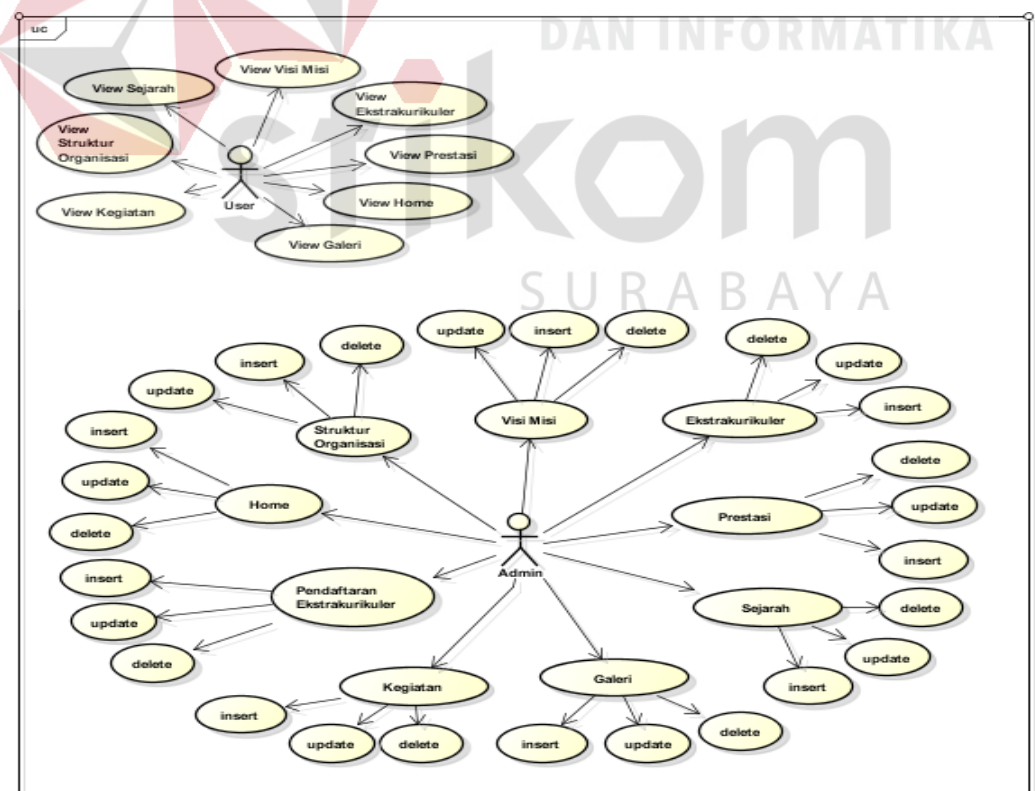 DAN INFORMATIKA
uc
View Visi Misi
View Sejarah
View
Ekstrakurikuler
View
Struktur
Organisasi
View Prestasi
View Kegiatan
User
View Home
View Galeri
stikom
SURABAYA
update
insert
delete
delete
insert
delete
update
update
insert
insert
Struktur
Organisasi
Visi Misi
Ekstrakurikuler
delete
update
Home
Prestasi
update
delete
insert
Admin
insert
Pendaftaran
Ekstrakurikuler
Sejarah
delete
update
update
delete
insert
Kegiatan
Galeri
insert
update
delete
insert
update
delete